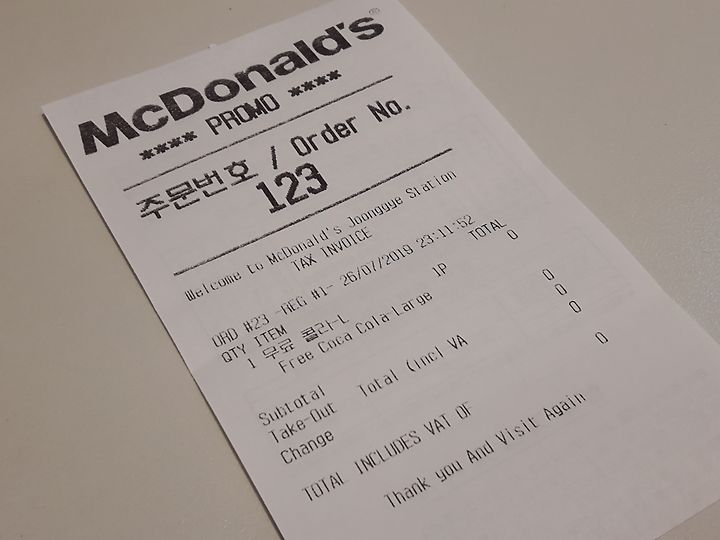 McDonald's®
**** PROMO ****
주문번호 / Order No.
123
Welcome to McDonald's Joonggye Station
TAX INVOICE
ORD #23 -REG #1- 26/07/2019 23:11:52
QTY ITEM 1P TOTAL
1 무료 콜라-L 0
Free Coca Cola-Large
Subtotal 0
Take-Out Total (incl VA 0
Change 0
TOTAL INCLUDES VAT OF 0
Thank you And Visit Again